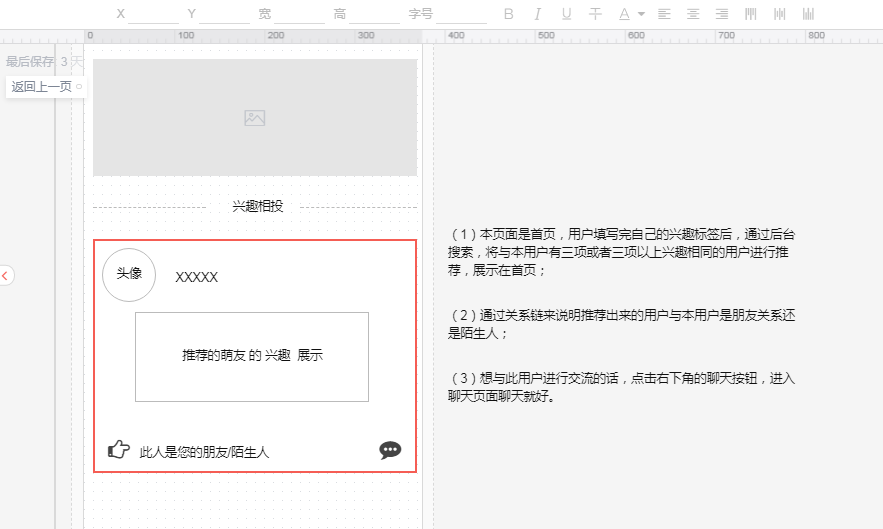 X Y 宽 高 字号 B I U 干 A
0 100 200 300 400 500 600 700 800
最后保存 3 天
返回上一页
兴趣相投
头像
XXXXX
推荐的萌友 的 兴趣 展示
此人是您的朋友/陌生人
（1）本页面是首页，用户填写完自己的兴趣标签后，通过后台
搜索，将与本用户有三项或者三项以上兴趣相同的用户进行推
荐，展示在首页；
（2）通过关系链来说明推荐出来的用户与本用户是朋友关系还
是陌生人；
（3）想与此用户进行交流的话，点击右下角的聊天按钮，进入
聊天页面聊天就好。